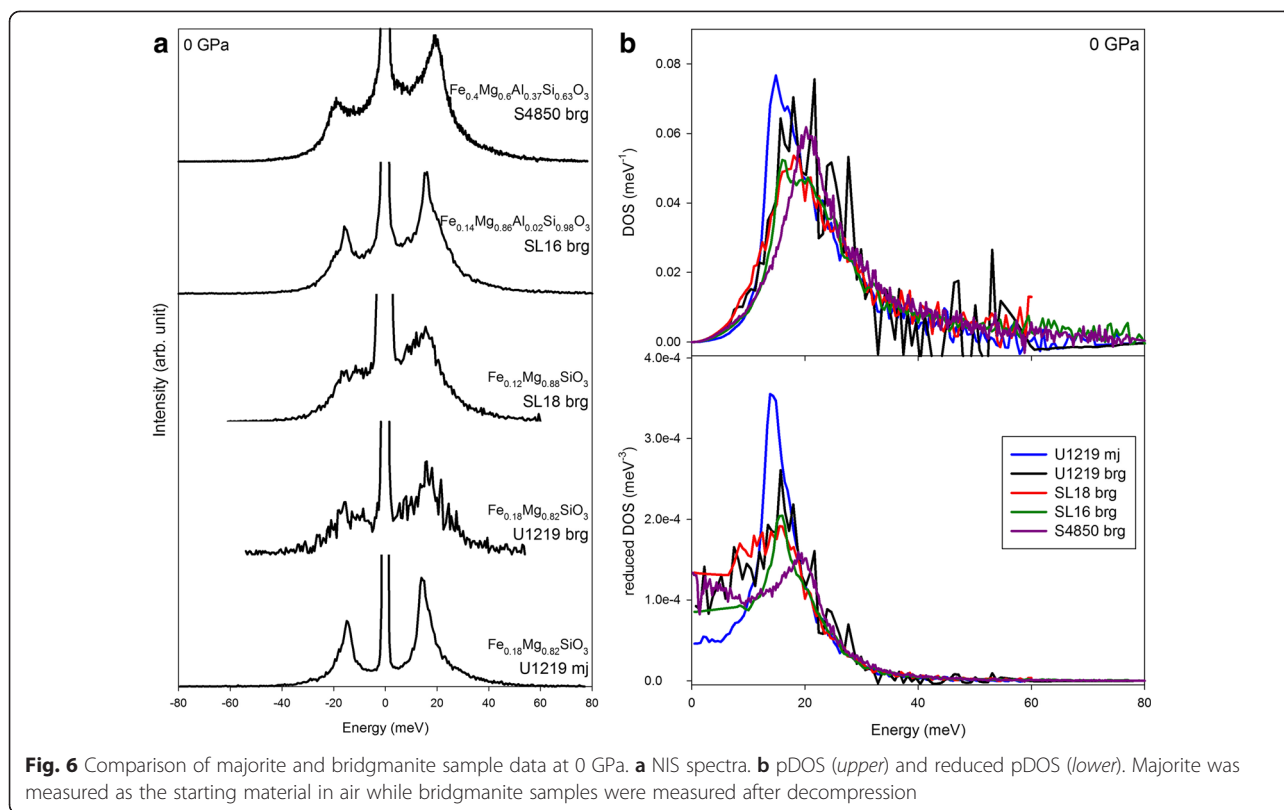 a
0 GPa
Fe0.4Mg0.6Al0.37Si0.63O3
S4850 brg
Fe0.14Mg0.86Al0.02Si0.98O3
SL16 brg
Fe0.12Mg0.88SiO3
SL18 brg
Fe0.18Mg0.82SiO3
U1219 brg
Fe0.18Mg0.82SiO3
U1219 mj
Intensity (arb. unit)
-80 -60 -40 -20 0 20 40 60 80
Energy (meV)
b
0 GPa
0.08
0.06
0.04
0.02
0.00
DOS (meV-1)
4.0e-4
3.0e-4
2.0e-4
1.0e-4
0.0
reduced DOS (meV-3)
U1219 mj
U1219 brg
SL18 brg
SL16 brg
S4850 brg
0 20 40 60 80
Energy (meV)
Fig. 6 Comparison of majorite and bridgmanite sample data at 0 GPa. a NIS spectra. b pDOS (upper) and reduced pDOS (lower). Majorite was
measured as the starting material in air while bridgmanite samples were measured after decompression